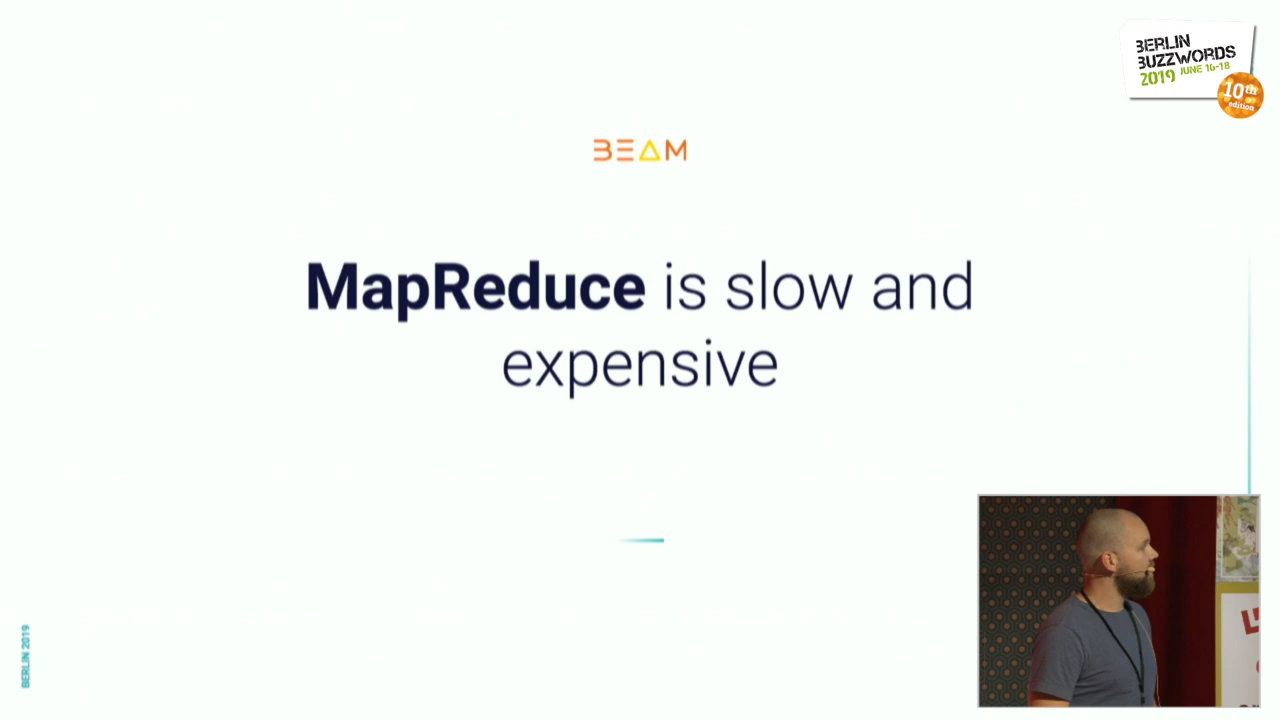 BERLIN
BUZZWORDS
2019 JUNE 16-18
10th
edition
BEAM
MapReduce is slow and
expensive
BERLIN 2019